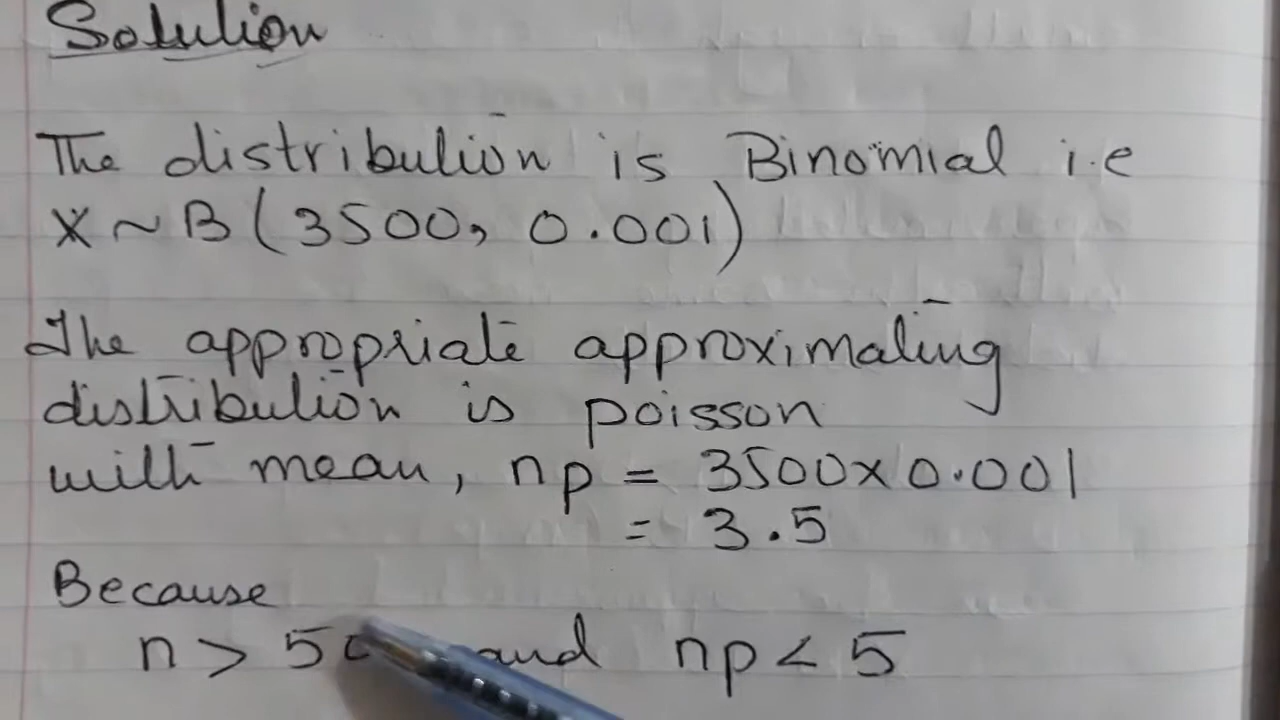 Solution
The distribution is Binomial i.e
X ~ B (3500, 0.001)
The appropriate approximating
distribution is poisson
with mean, np = 3500 x 0.001
= 3.5
Because
n > 50 and np < 5